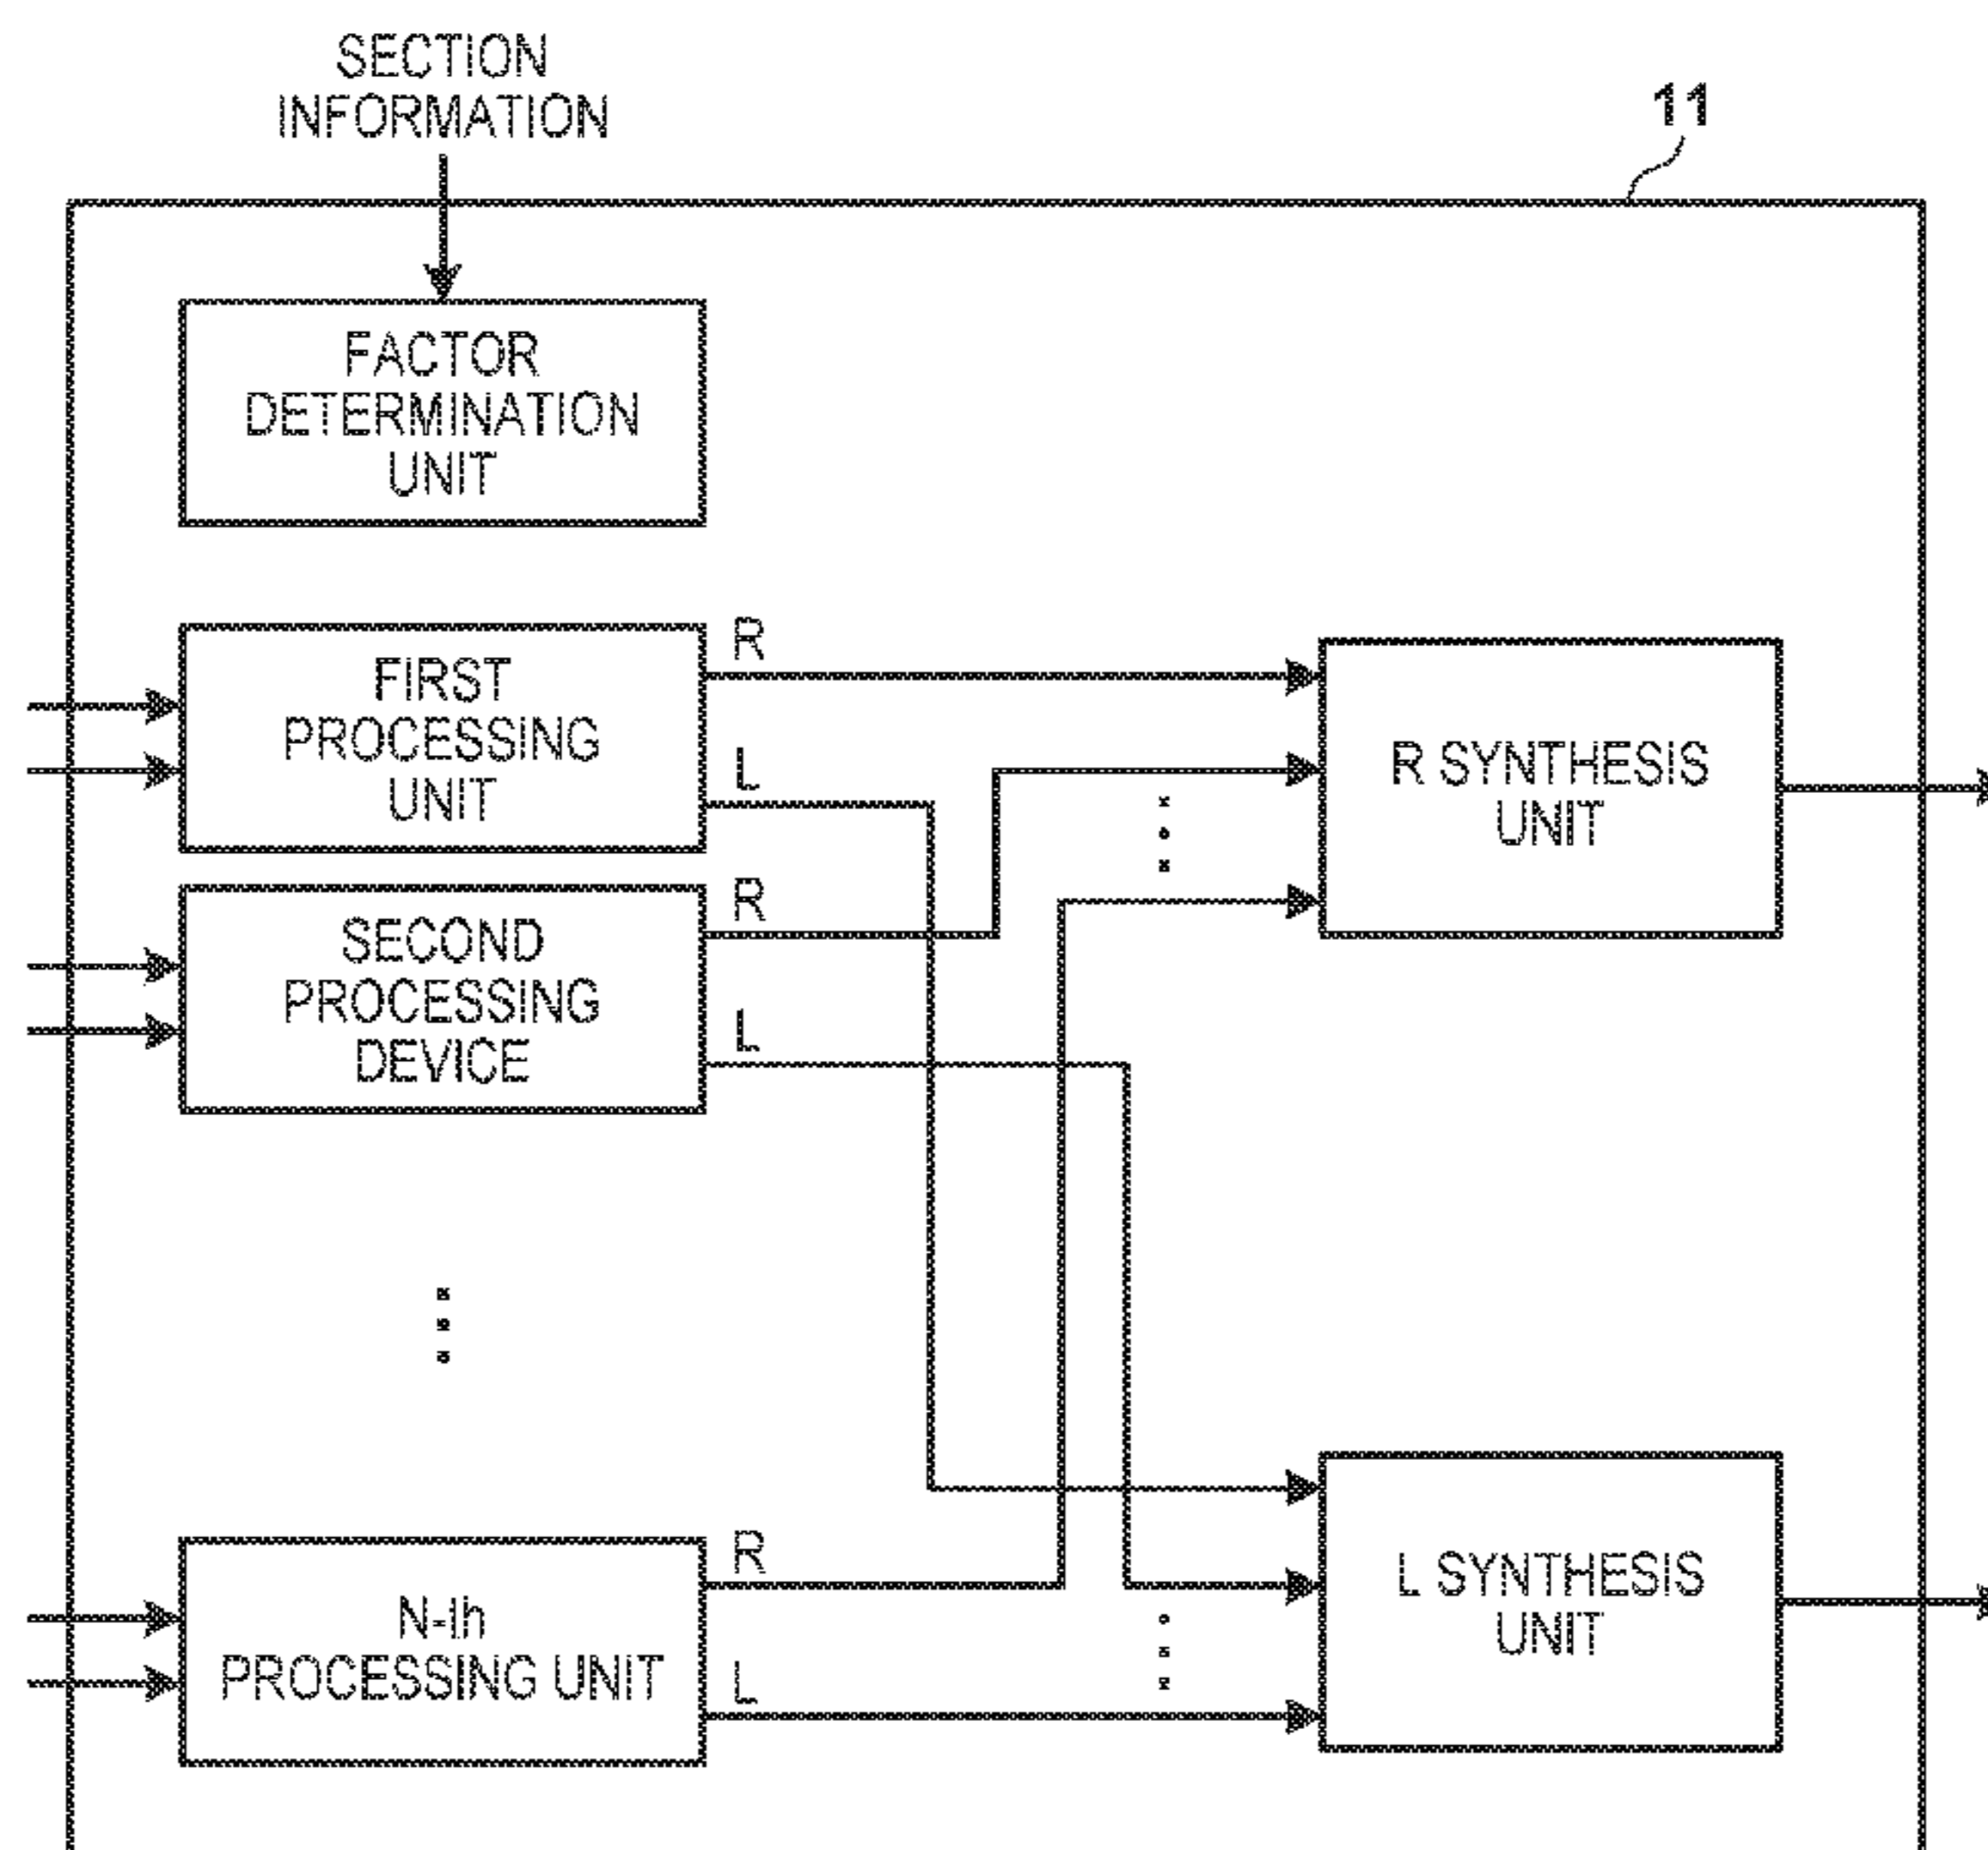 SECTION
INFORMATION
11
FACTOR
DETERMINATION
UNIT
FIRST
PROCESSING
UNIT
R
L
R SYNTHESIS
UNIT
SECOND
PROCESSING
DEVICE
R
L
N-th
PROCESSING UNIT
R
L
L SYNTHESIS
UNIT